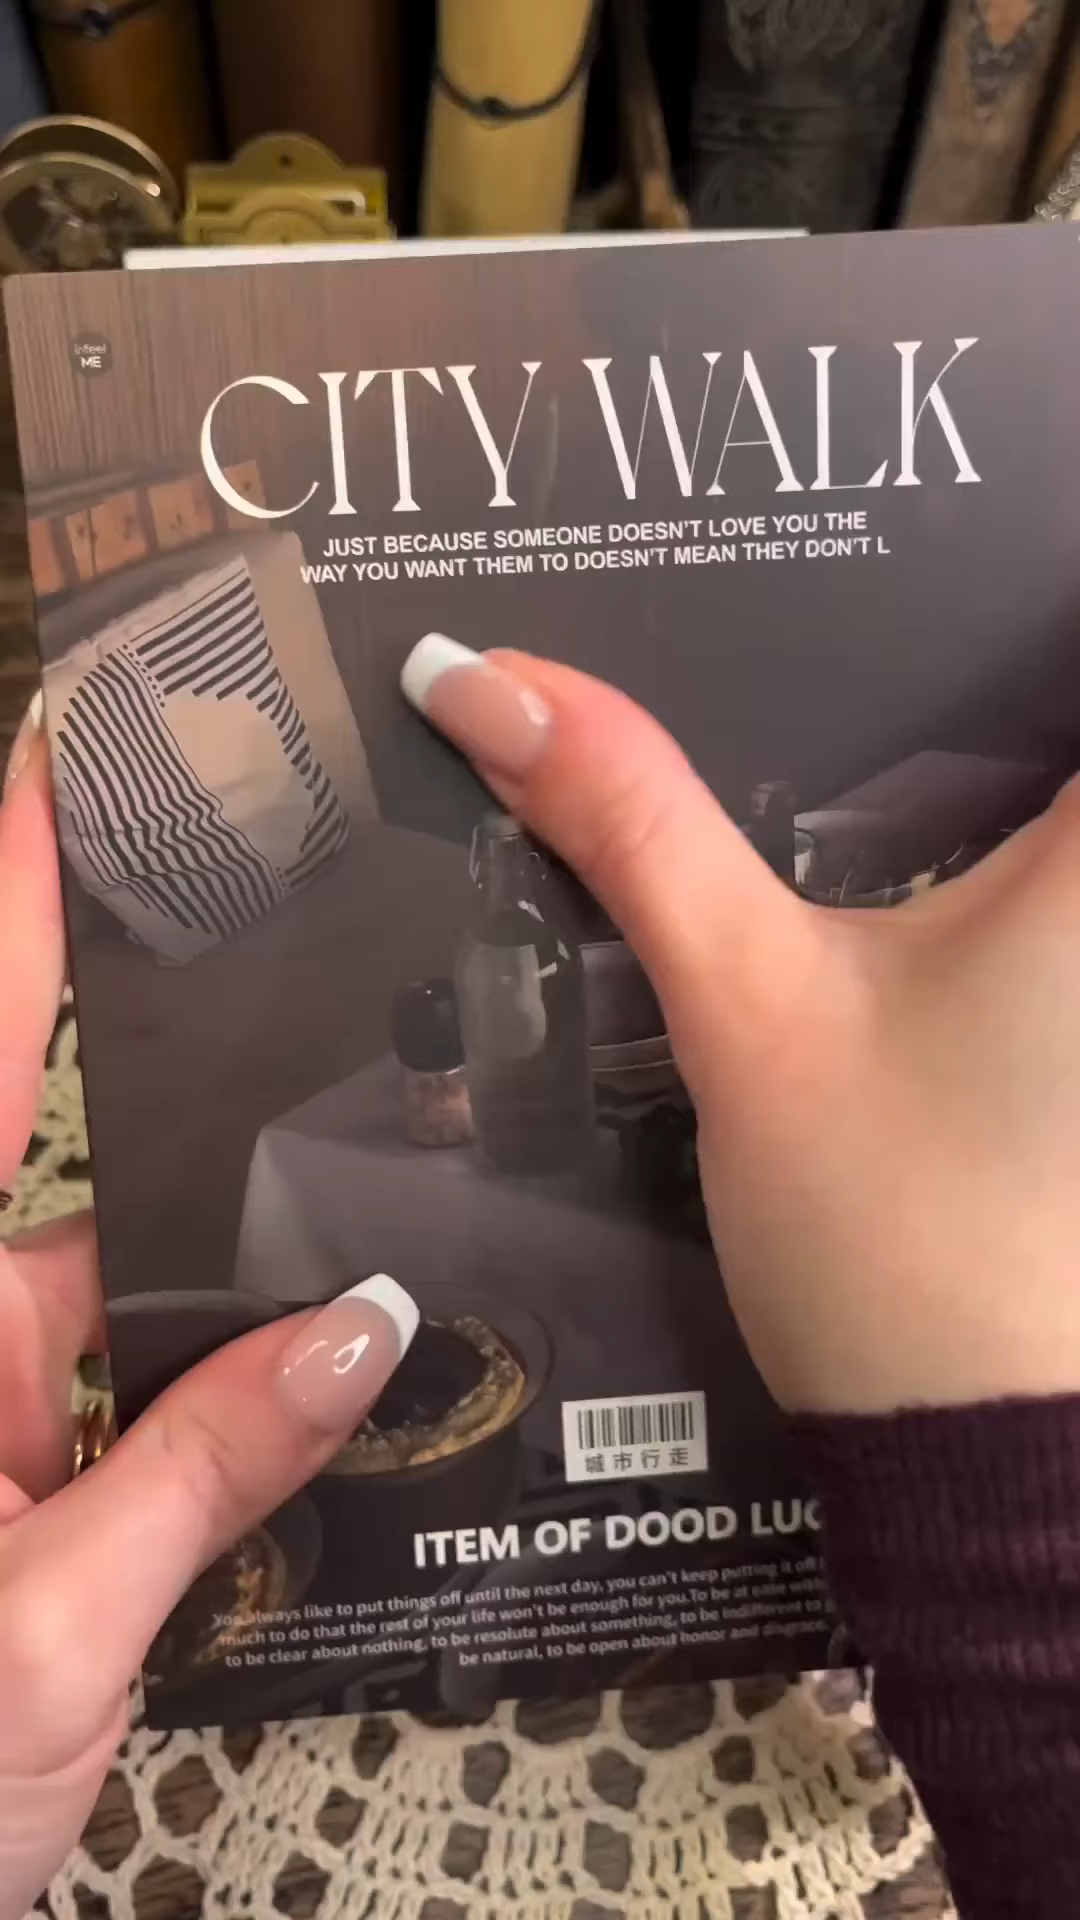 infeel
ME
CITY WALK
JUST BECAUSE SOMEONE DOESN'T LOVE YOU THE
WAY YOU WANT THEM TO DOESN'T MEAN THEY DON'T L
城市行走
ITEM OF DOOD LUC
You always like to put things off until the next day, you can't keep putting it off
much to do that the rest of your life won't be enough for you.To be at ease with
to be clear about nothing, to be resolute about something, to be indifferent to
be natural, to be open about honor and disgrace.